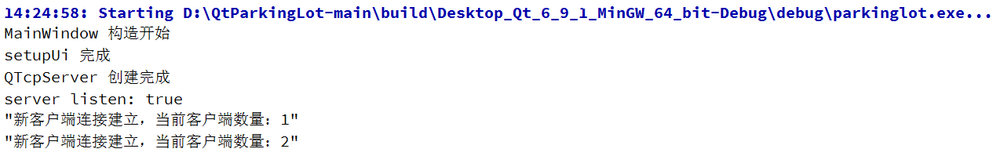 14:24:58: Starting D:\QtParkingLot-main\build\Desktop_Qt_6_9_1_MinGW_64_bit-Debug\debug\parkinglot.exe...
MainWindow 构造开始
setupUi 完成
QTcpServer 创建完成
server listen: true
"新客户端连接建立，当前客户端数量：1"
"新客户端连接建立，当前客户端数量：2"